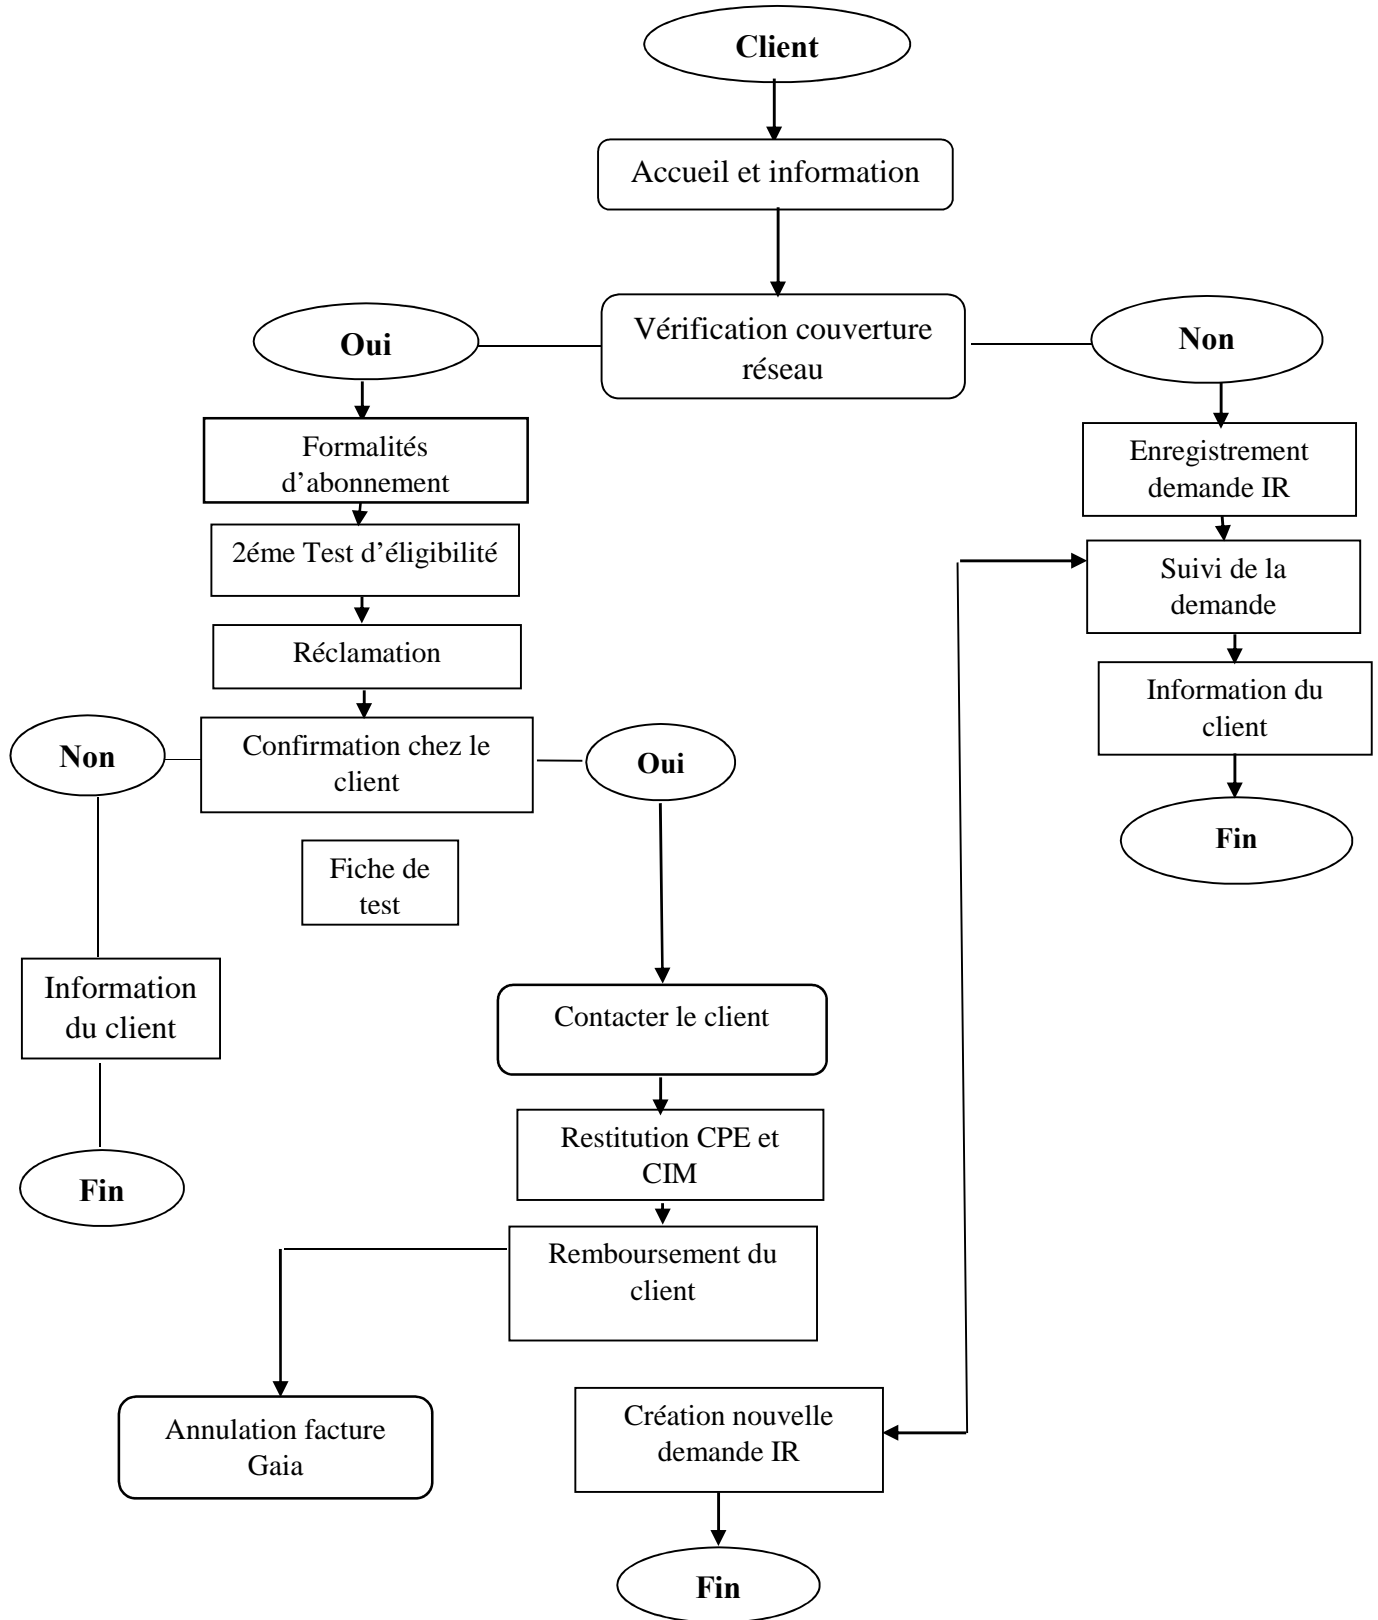 Client
Accueil et information
Vérification couverture
réseau
Oui
Non
Formalités
d’abonnement
2éme Test d’éligibilité
Réclamation
Confirmation chez le
client
Non
Oui
Fiche de
test
Information
du client
Fin
Contacter le client
Restitution CPE et
CIM
Remboursement du
client
Annulation facture
Gaia
Création nouvelle
demande IR
Fin
Enregistrement
demande IR
Suivi de la
demande
Information du
client
Fin